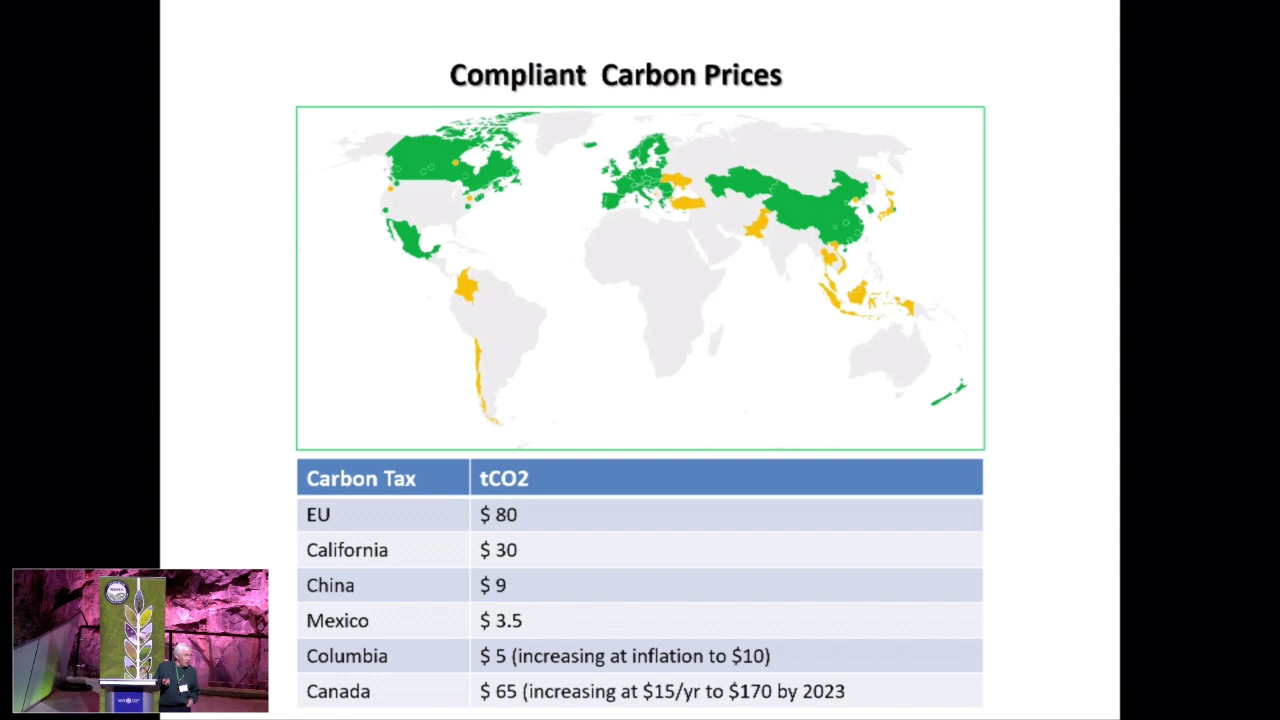 Compliant Carbon Prices
Carbon Tax tCO2
EU $ 80
California $ 30
China $ 9
Mexico $ 3.5
Columbia $ 5 (increasing at inflation to $10)
Canada $ 65 (increasing at $15/yr to $170 by 2023